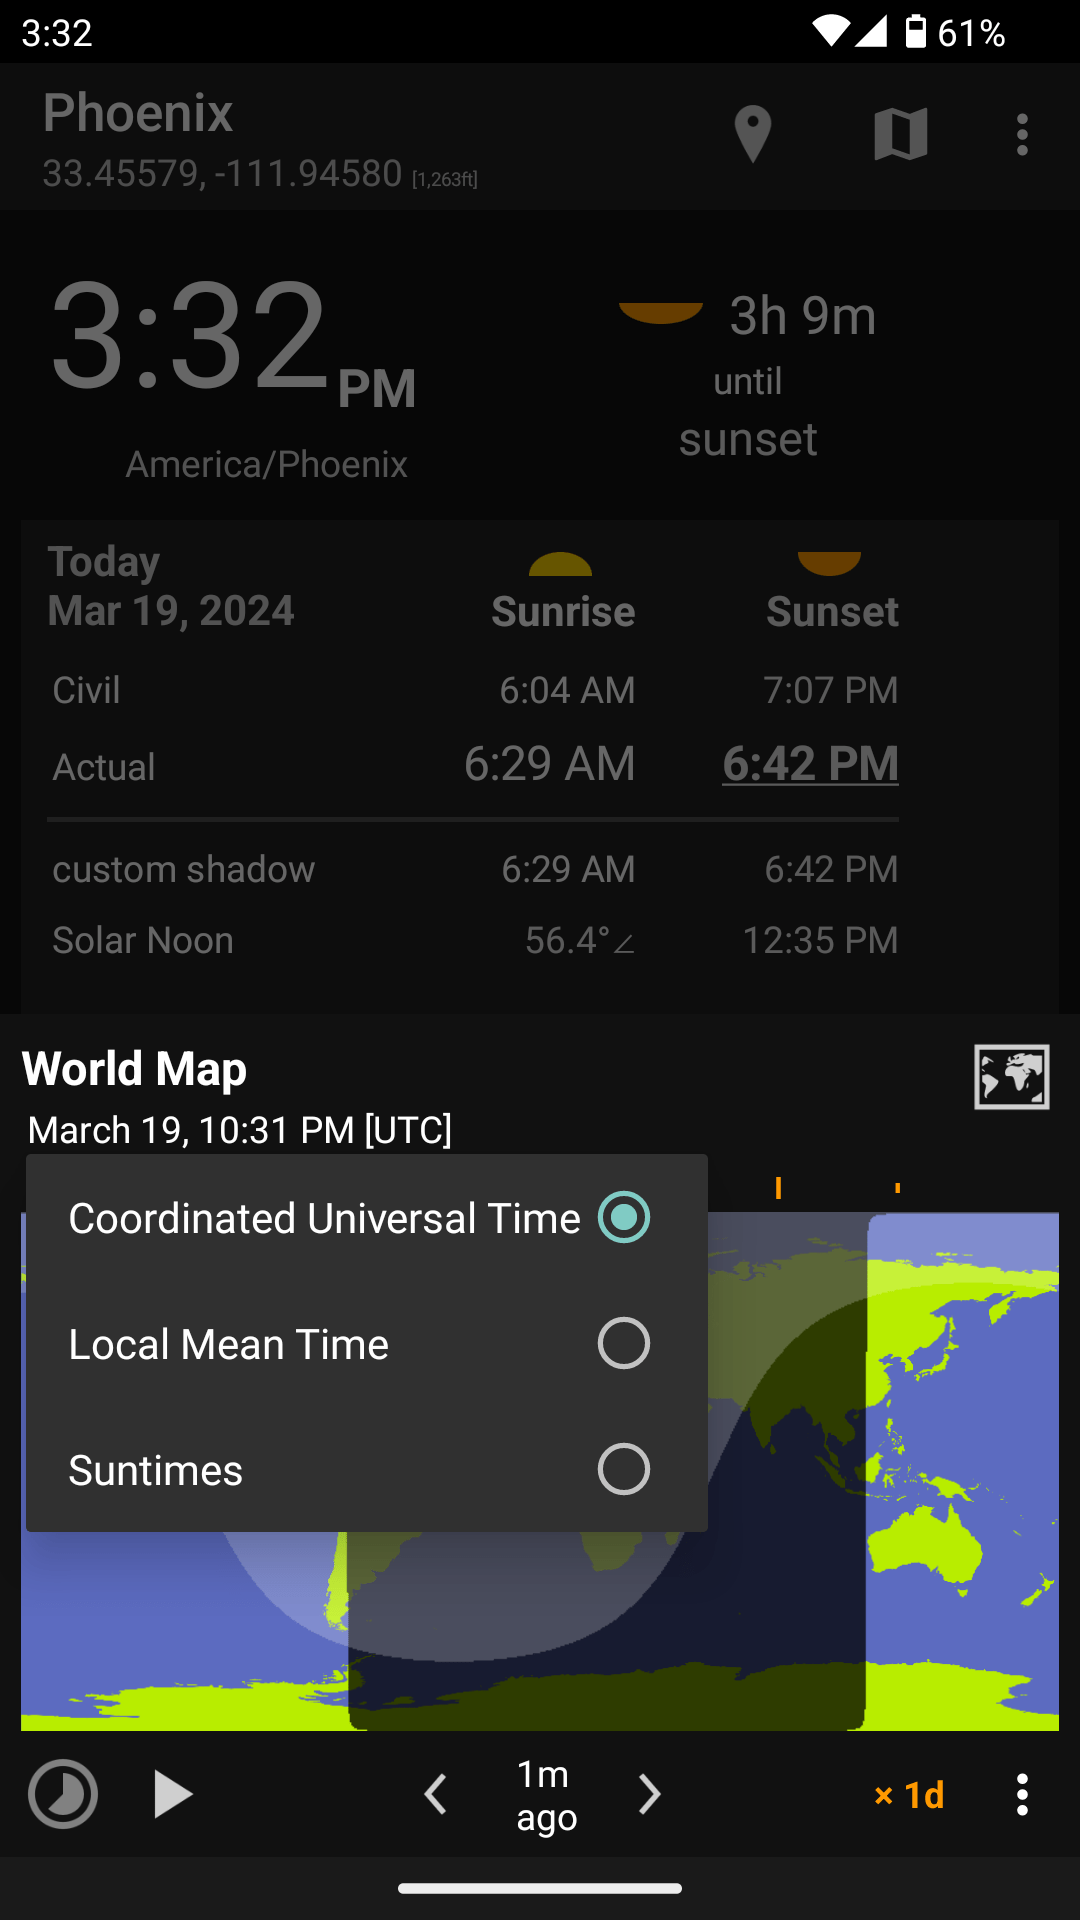 3:32
61%
Phoenix
33.45579, -111.94580 [1,263ft]
3:32 PM
America/Phoenix
3h 9m
until
sunset
Today
Mar 19, 2024
Sunrise
Sunset
Civil 6:04 AM 7:07 PM
Actual 6:29 AM 6:42 PM
custom shadow 6:29 AM 6:42 PM
Solar Noon 56.4°∠ 12:35 PM
World Map
March 19, 10:31 PM [UTC]
Coordinated Universal Time
Local Mean Time
Suntimes
1m
ago
× 1d